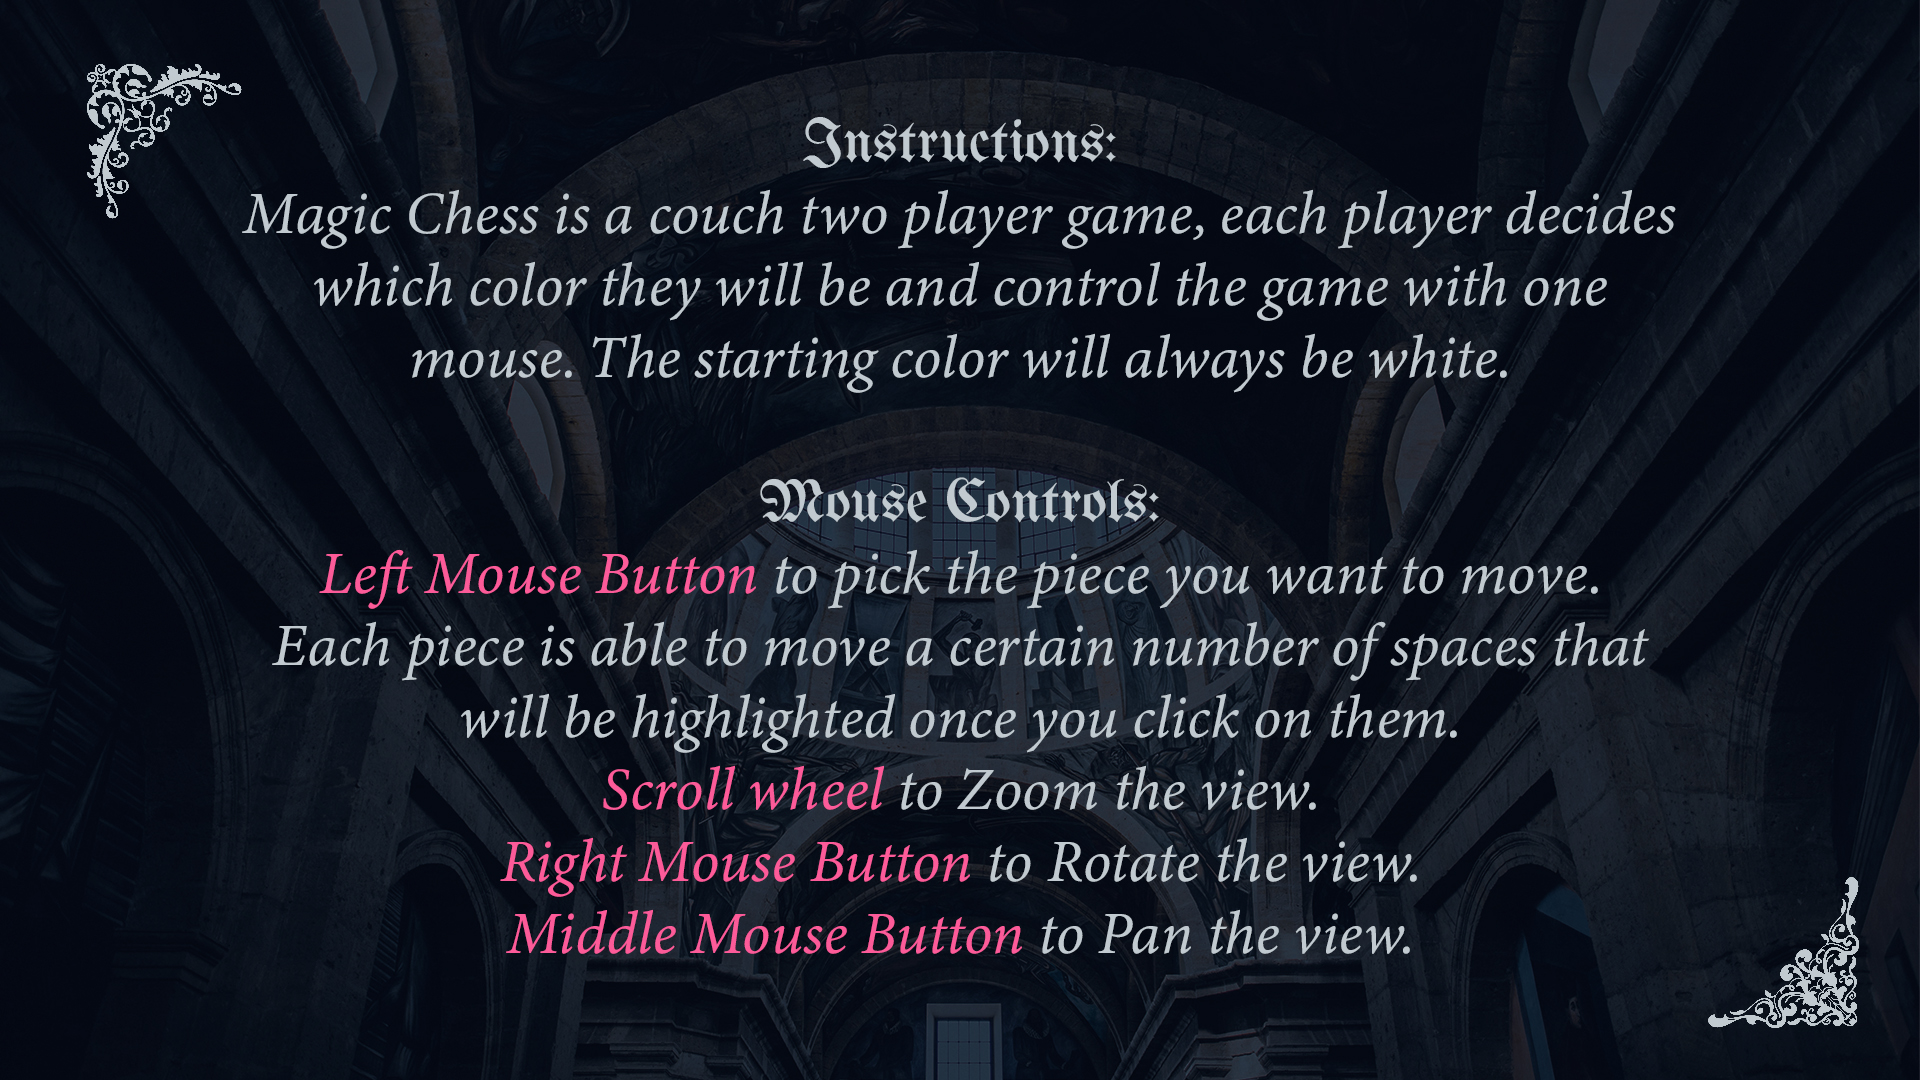 Instructions:
Magic Chess is a couch two player game, each player decides
which color they will be and control the game with one
mouse. The starting color will always be white.
Mouse Controls:
Left Mouse Button to pick the piece you want to move.
Each piece is able to move a certain number of spaces that
will be highlighted once you click on them.
Scroll wheel to Zoom the view.
Right Mouse Button to Rotate the view.
Middle Mouse Button to Pan the view.